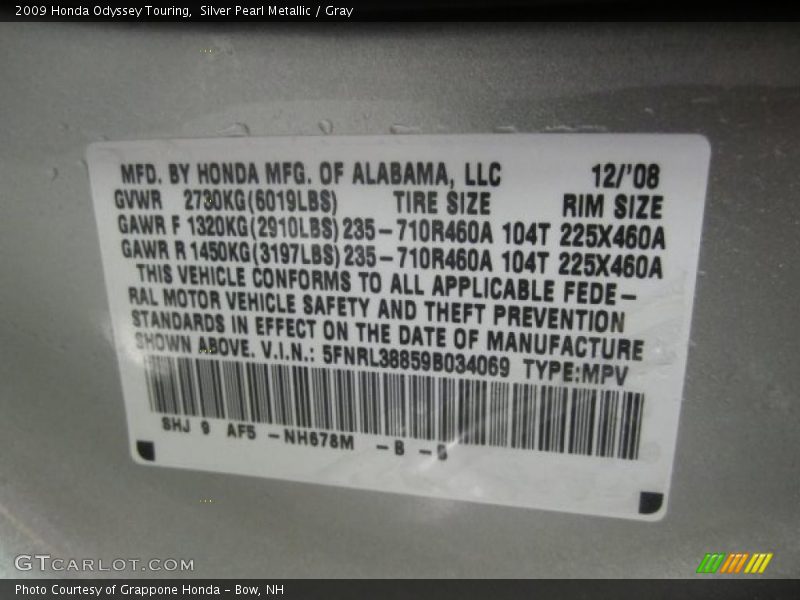 2009 Honda Odyssey Touring,  Silver Pearl Metallic / Gray
MFD. BY HONDA MFG. OF ALABAMA, LLC 12/'08
GVWR 2730KG(6019LBS) TIRE SIZE RIM SIZE
GAWR F 1320KG(2910LBS) 235-710R460A 104T 225X460A
GAWR R 1450KG(3197LBS) 235-710R460A 104T 225X460A
THIS VEHICLE CONFORMS TO ALL APPLICABLE FEDE-
RAL MOTOR VEHICLE SAFETY AND THEFT PREVENTION
STANDARDS IN EFFECT ON THE DATE OF MANUFACTURE
SHOWN ABOVE. V.I.N.: 5FNRL38859B034069 TYPE:MPV
SHJ 9 AF5 -NH678M -B -5
GTCARLOT.COM
Photo Courtesy of Grappone Honda - Bow, NH